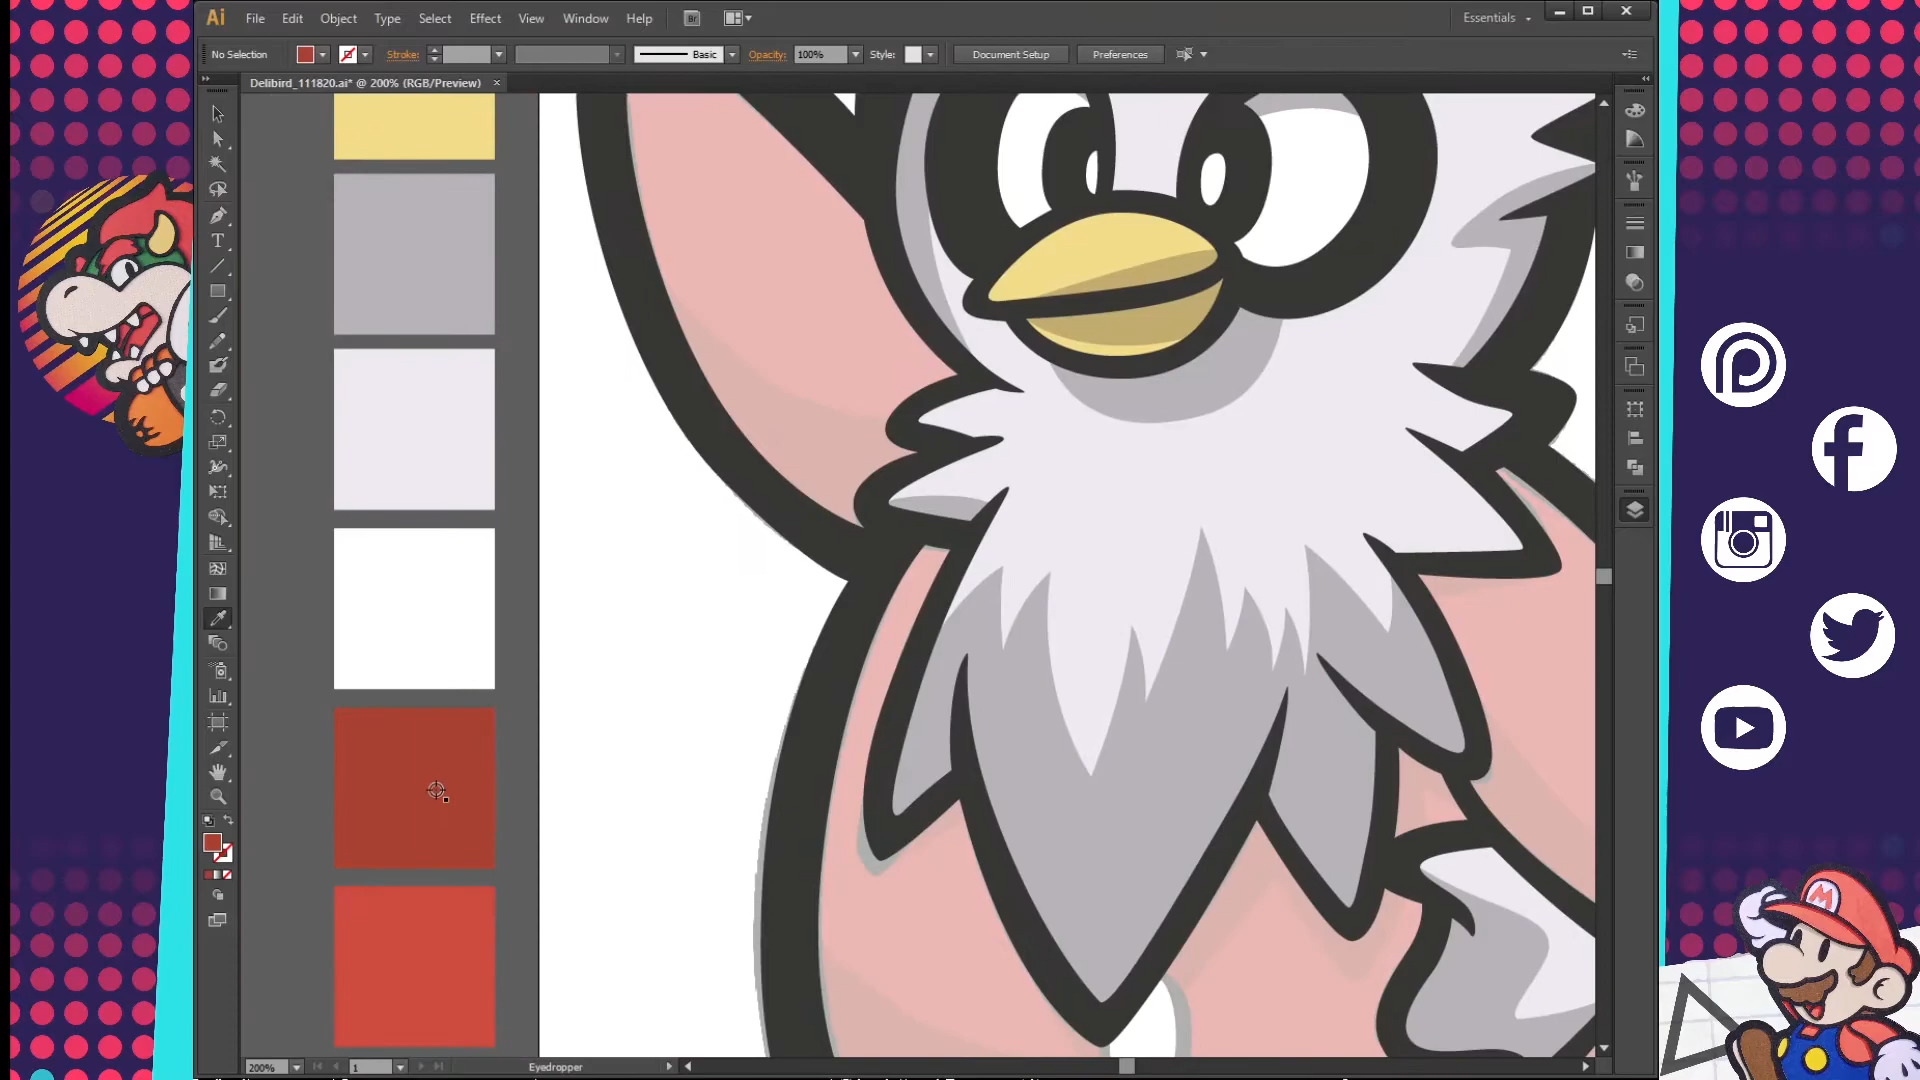 Ai File Edit Object Type Select Effect View Window Help Br Essentials
No Selection Stroke: Basic Opacity: 100% Style: Document Setup Preferences
Delibird_111820.ai* @ 200% (RGB/Preview)
T
M
200% 1 Eyedropper